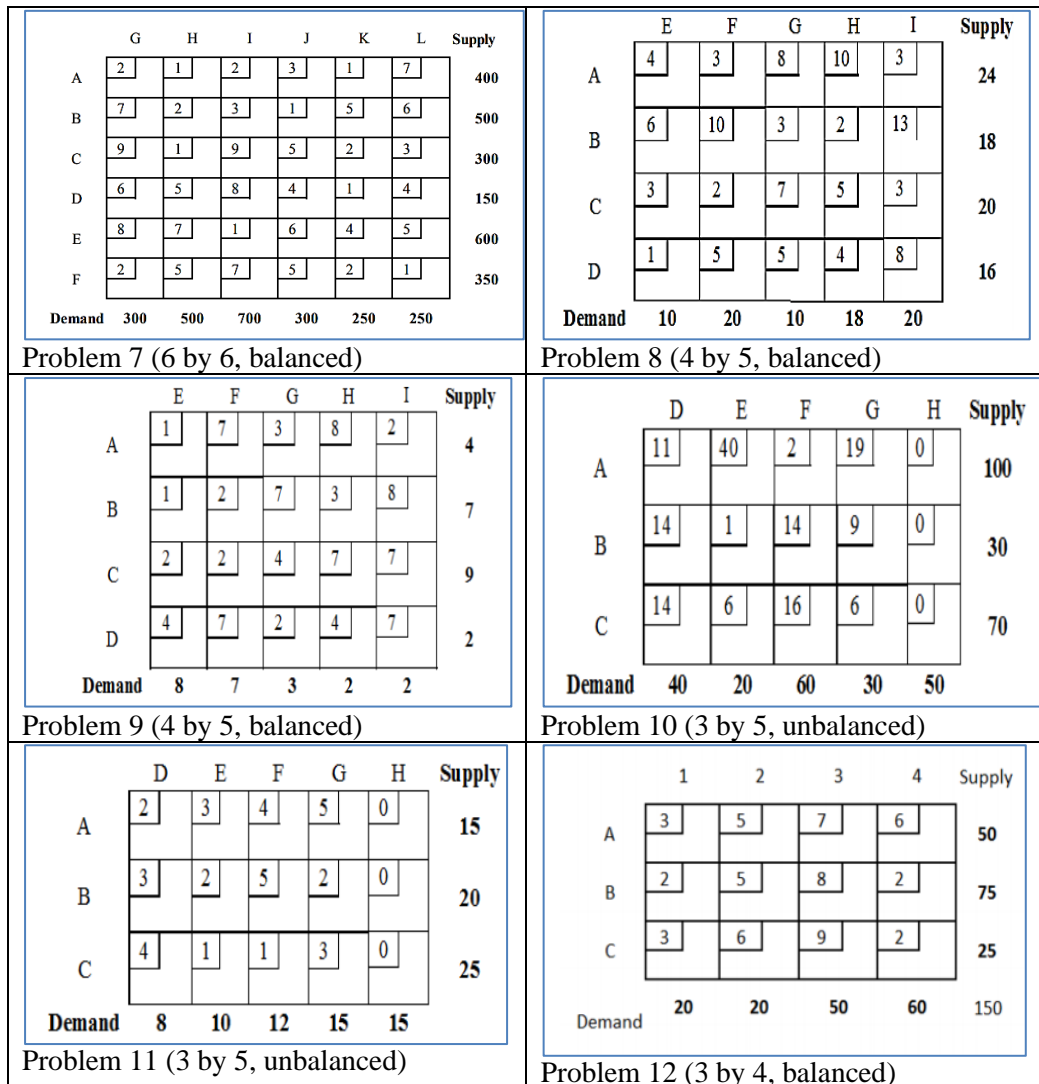 G H I J K L Supply
A 2 1 2 3 1 7 400
B 7 2 3 1 5 6 500
C 9 1 9 5 2 3 300
D 6 5 8 4 1 4 150
E 8 7 1 6 4 5 600
F 2 5 7 5 2 1 350
Demand 300 500 700 300 250 250
Problem 7 (6 by 6, balanced)
E F G H I Supply
A 4 3 8 10 3 24
B 6 10 3 2 13 18
C 3 2 7 5 3 20
D 1 5 5 4 8 16
Demand 10 20 10 18 20
Problem 8 (4 by 5, balanced)
E F G H I Supply
A 1 7 3 8 2 4
B 1 2 7 3 8 7
C 2 2 4 7 7 9
D 4 7 2 4 7 2
Demand 8 7 3 2 2
Problem 9 (4 by 5, balanced)
D E F G H Supply
A 11 40 2 19 0 100
B 14 1 14 9 0 30
C 14 6 16 6 0 70
Demand 40 20 60 30 50
Problem 10 (3 by 5, unbalanced)
D E F G H Supply
A 2 3 4 5 0 15
B 3 2 5 2 0 20
C 4 1 1 3 0 25
Demand 8 10 12 15 15
Problem 11 (3 by 5, unbalanced)
1 2 3 4 Supply
A 3 5 7 6 50
B 2 5 8 2 75
C 3 6 9 2 25
Demand 20 20 50 60 150
Problem 12 (3 by 4, balanced)